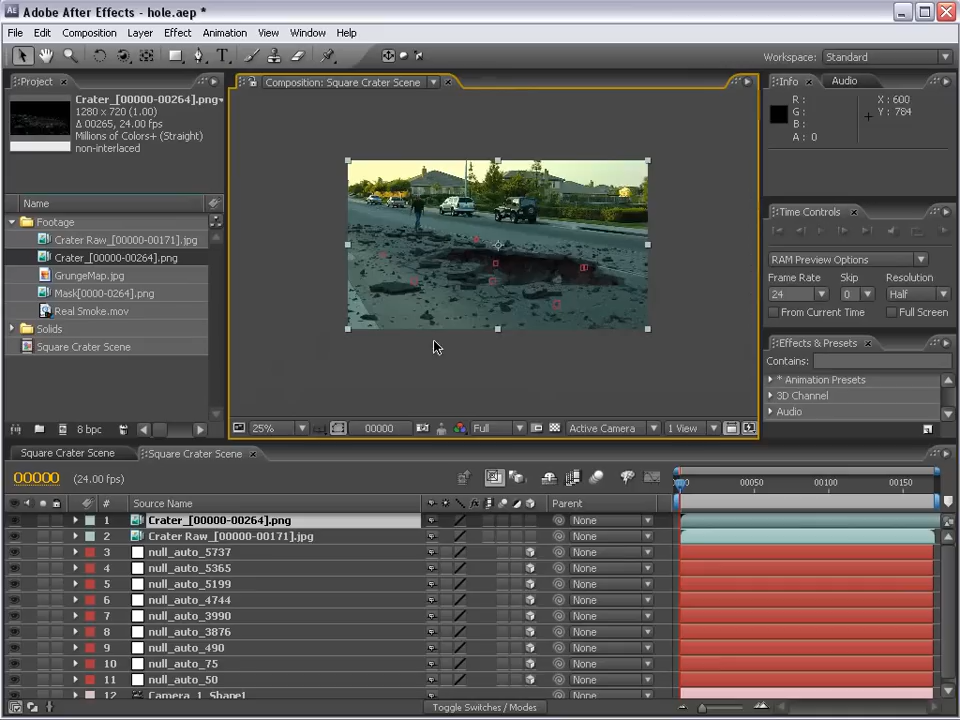 Adobe After Effects - hole.aep *
File Edit Composition Layer Effect Animation View Window Help
Workspace: Standard
Project
Crater_[00000-00264].png
1280 x 720 (1.00)
Δ 00265, 24.00 fps
Millions of Colors+ (Straight)
non-interlaced
Name
Footage
Crater Raw_[00000-00171].jpg
Crater_[00000-00264].png
GrungeMap.jpg
Mask[0000-0264].png
Real Smoke.mov
Solids
Square Crater Scene
8 bpc
Composition: Square Crater Scene
25% 00000 Full Active Camera 1 View
Info Audio
R :
G :
B :
A : 0
X : 600
Y : 784
Time Controls
RAM Preview Options
Frame Rate Skip Resolution
24 0 Half
From Current Time Full Screen
Effects & Presets
Contains:
* Animation Presets
3D Channel
Audio
Square Crater Scene Square Crater Scene
00000 (24.00 fps)
00050 00100 00150
# Source Name Parent
1 Crater_[00000-00264].png None
2 Crater Raw_[00000-00171].jpg None
3 null_auto_5737 None
4 null_auto_5365 None
5 null_auto_5199 None
6 null_auto_4744 None
7 null_auto_3990 None
8 null_auto_3876 None
9 null_auto_490 None
10 null_auto_75 None
11 null_auto_50 None
12 Camera_1_Shape1
Toggle Switches / Modes